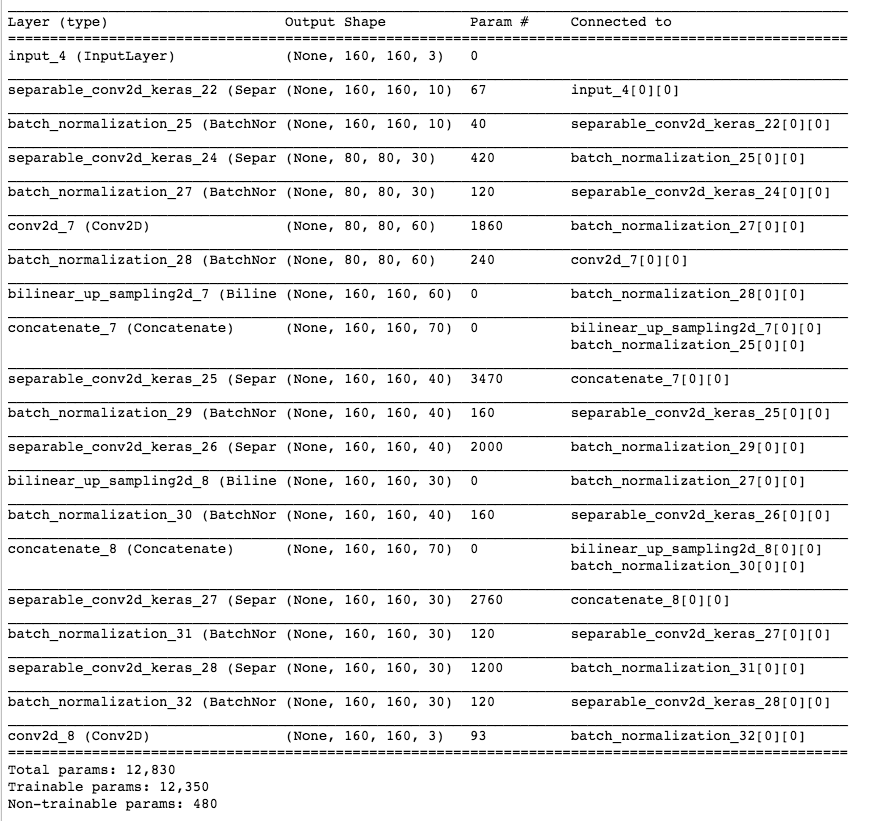 Layer (type) Output Shape Param # Connected to
input_4 (InputLayer) (None, 160, 160, 3) 0
separable_conv2d_keras_22 (Separ (None, 160, 160, 10) 67 input_4[0][0]
batch_normalization_25 (BatchNor (None, 160, 160, 10) 40 separable_conv2d_keras_22[0][0]
separable_conv2d_keras_24 (Separ (None, 80, 80, 30) 420 batch_normalization_25[0][0]
batch_normalization_27 (BatchNor (None, 80, 80, 30) 120 separable_conv2d_keras_24[0][0]
conv2d_7 (Conv2D) (None, 80, 80, 60) 1860 batch_normalization_27[0][0]
batch_normalization_28 (BatchNor (None, 80, 80, 60) 240 conv2d_7[0][0]
bilinear_up_sampling2d_7 (Biline (None, 160, 160, 60) 0 batch_normalization_28[0][0]
concatenate_7 (Concatenate) (None, 160, 160, 70) 0 bilinear_up_sampling2d_7[0][0]
batch_normalization_25[0][0]
separable_conv2d_keras_25 (Separ (None, 160, 160, 40) 3470 concatenate_7[0][0]
batch_normalization_29 (BatchNor (None, 160, 160, 40) 160 separable_conv2d_keras_25[0][0]
separable_conv2d_keras_26 (Separ (None, 160, 160, 40) 2000 batch_normalization_29[0][0]
bilinear_up_sampling2d_8 (Biline (None, 160, 160, 30) 0 batch_normalization_27[0][0]
batch_normalization_30 (BatchNor (None, 160, 160, 40) 160 separable_conv2d_keras_26[0][0]
concatenate_8 (Concatenate) (None, 160, 160, 70) 0 bilinear_up_sampling2d_8[0][0]
batch_normalization_30[0][0]
separable_conv2d_keras_27 (Separ (None, 160, 160, 30) 2760 concatenate_8[0][0]
batch_normalization_31 (BatchNor (None, 160, 160, 30) 120 separable_conv2d_keras_27[0][0]
separable_conv2d_keras_28 (Separ (None, 160, 160, 30) 1200 batch_normalization_31[0][0]
batch_normalization_32 (BatchNor (None, 160, 160, 30) 120 separable_conv2d_keras_28[0][0]
conv2d_8 (Conv2D) (None, 160, 160, 3) 93 batch_normalization_32[0][0]
Total params: 12,830
Trainable params: 12,350
Non-trainable params: 480